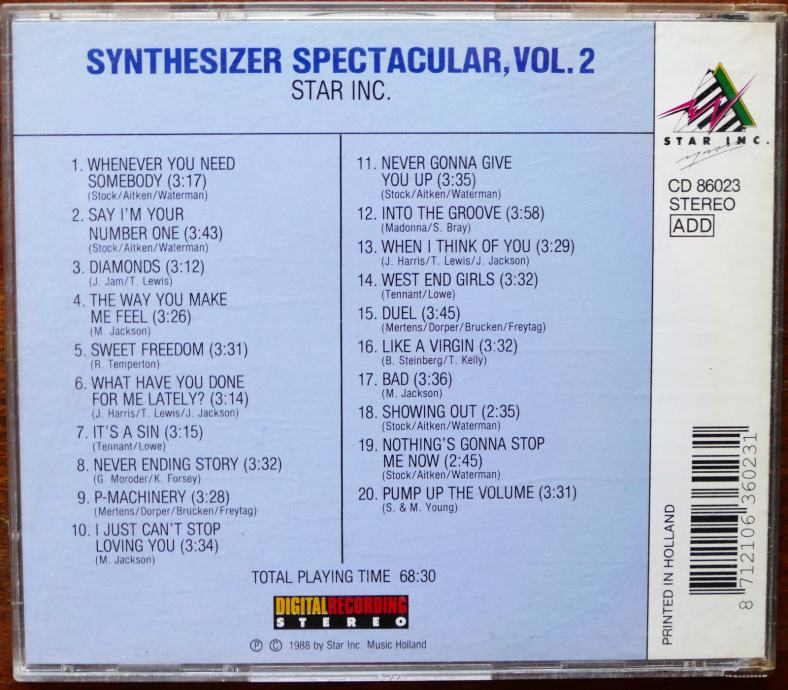 SYNTHESIZER SPECTACULAR, VOL. 2
STAR INC.
1. WHENEVER YOU NEED
SOMEBODY (3:17)
(Stock/Aitken/Waterman)
2. SAY I'M YOUR
NUMBER ONE (3:43)
(Stock/Aitken/Waterman)
3. DIAMONDS (3:12)
(J. Jam/T. Lewis)
4. THE WAY YOU MAKE
ME FEEL (3:26)
(M. Jackson)
5. SWEET FREEDOM (3:31)
(R. Temperton)
6. WHAT HAVE YOU DONE
FOR ME LATELY? (3:14)
(J. Harris/T. Lewis/J. Jackson)
7. IT'S A SIN (3:15)
(Tennant/Lowe)
8. NEVER ENDING STORY (3:32)
(G. Moroder/K. Forsey)
9. P-MACHINERY (3:28)
(Mertens/Dorper/Brucken/Freytag)
10. I JUST CAN'T STOP
LOVING YOU (3:34)
(M. Jackson)
11. NEVER GONNA GIVE
YOU UP (3:35)
(Stock/Aitken/Waterman)
12. INTO THE GROOVE (3:58)
(Madonna/S. Bray)
13. WHEN I THINK OF YOU (3:29)
(J. Harris/T. Lewis/J. Jackson)
14. WEST END GIRLS (3:32)
(Tennant/Lowe)
15. DUEL (3:45)
(Mertens/Dorper/Brucken/Freytag)
16. LIKE A VIRGIN (3:32)
(B. Steinberg/T. Kelly)
17. BAD (3:36)
(M. Jackson)
18. SHOWING OUT (2:35)
(Stock/Aitken/Waterman)
19. NOTHING'S GONNA STOP
ME NOW (2:45)
(Stock/Aitken/Waterman)
20. PUMP UP THE VOLUME (3:31)
(S. & M. Young)
TOTAL PLAYING TIME 68:30
DIGITAL RECORDING
STEREO
Ⓟ © 1988 by Star Inc. Music Holland
STAR INC.
music
CD 86023
STEREO
ADD
PRINTED IN HOLLAND
8 712106 360231